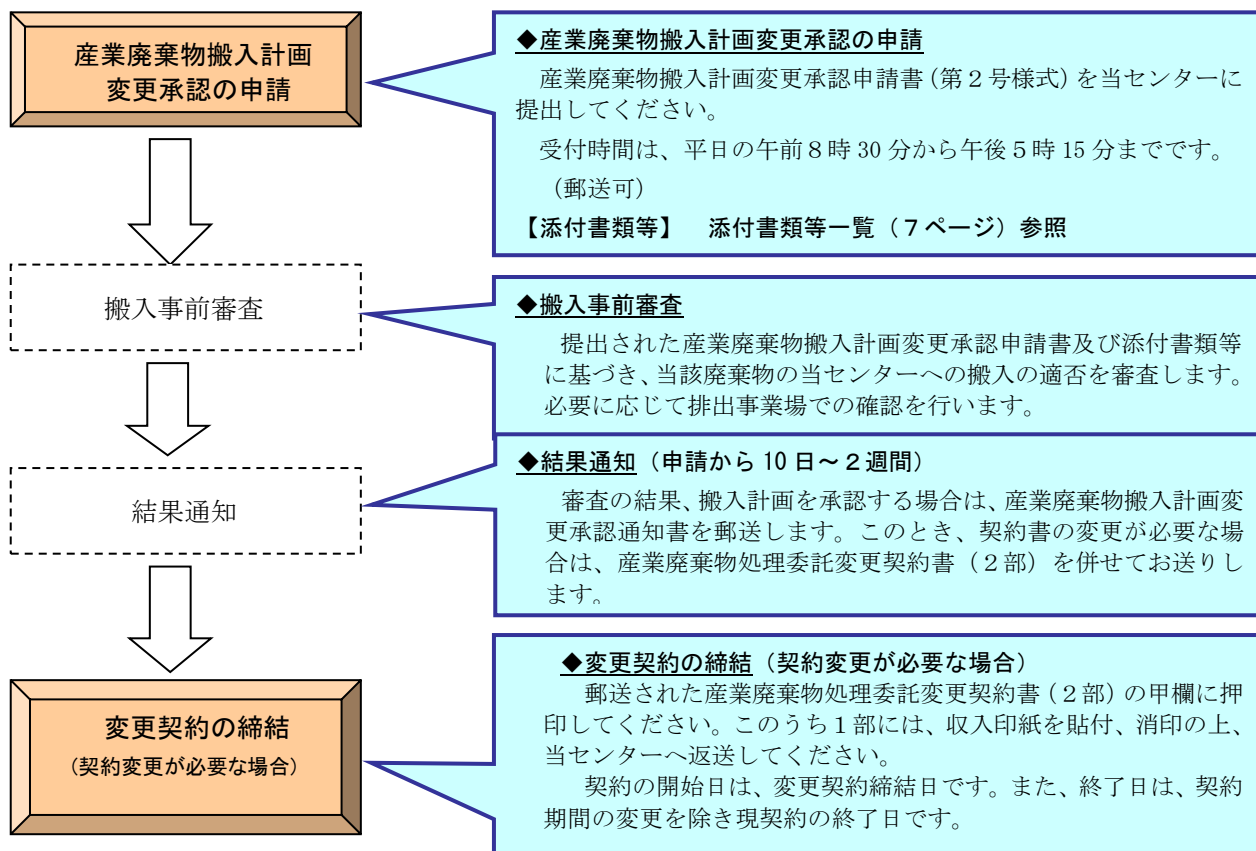 産業廃棄物搬入計画
変更承認の申請
◆産業廃棄物搬入計画変更承認の申請
産業廃棄物搬入計画変更承認申請書(第２号様式)を当センターに
提出してください。
受付時間は、平日の午前８時 30 分から午後５時 15 分までです。
（郵送可）
【添付書類等】　添付書類等一覧（７ページ）参照
搬入事前審査
◆搬入事前審査
提出された産業廃棄物搬入計画変更承認申請書及び添付書類等
に基づき、当該廃棄物の当センターへの搬入の適否を審査します。
必要に応じて排出事業場での確認を行います。
結果通知
◆結果通知（申請から 10 日～２週間）
審査の結果、搬入計画を承認する場合は、産業廃棄物搬入計画変
更承認通知書を郵送します。このとき、契約書の変更が必要な場
合は、産業廃棄物処理委託変更契約書（２部）を併せてお送りし
ます。
変更契約の締結
(契約変更が必要な場合)
◆変更契約の締結（契約変更が必要な場合）
郵送された産業廃棄物処理委託変更契約書(２部)の甲欄に押
印してください。このうち１部には、収入印紙を貼付、消印の上、
当センターへ返送してください。
契約の開始日は、変更契約締結日です。また、終了日は、契約
期間の変更を除き現契約の終了日です。